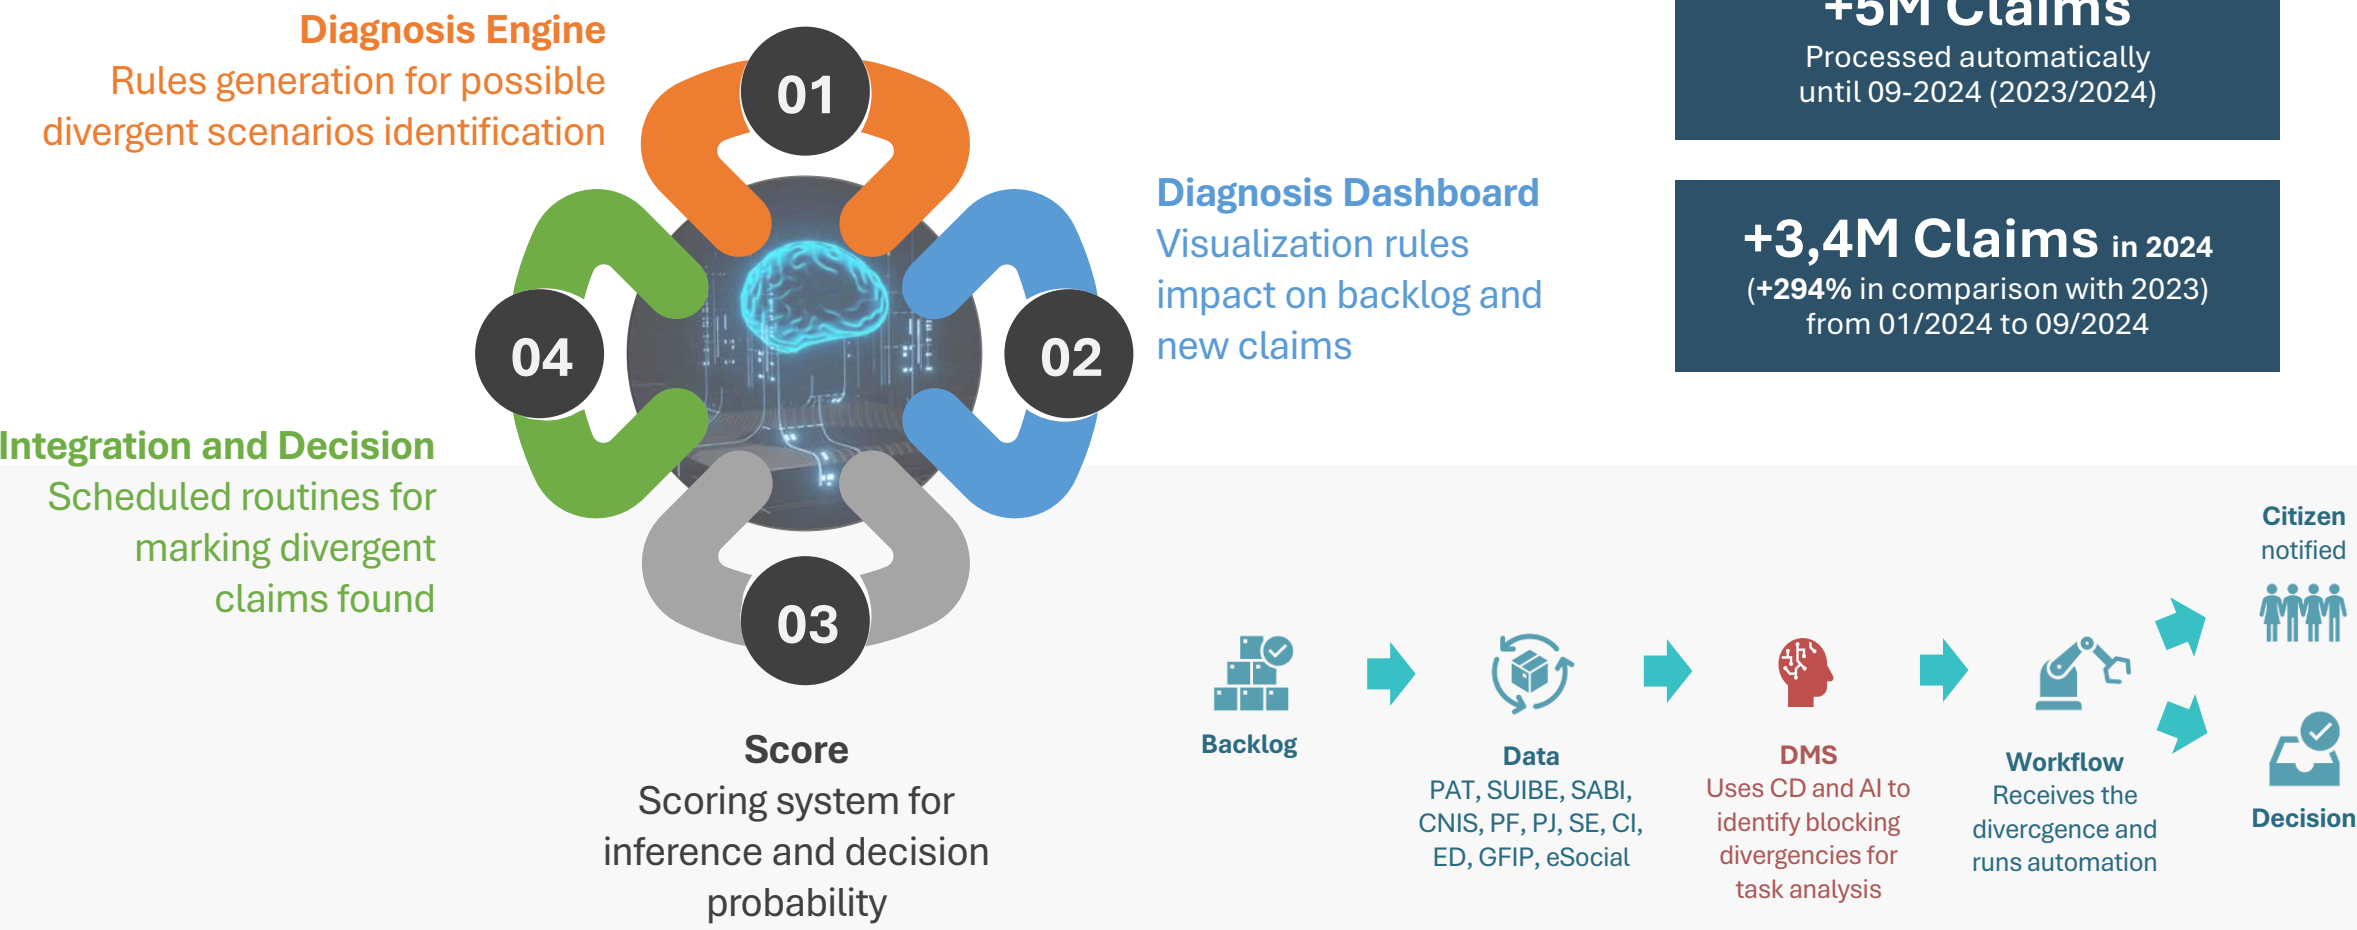 Diagnosis Engine
Rules generation for possible
divergent scenarios identification
01
Diagnosis Dashboard
Visualization rules
impact on backlog and
new claims
02
Score
Scoring system for
inference and decision
probability
03
Integration and Decision
Scheduled routines for
marking divergent
claims found
04
+5M Claims
Processed automatically
until 09-2024 (2023/2024)
+3,4M Claims in 2024
(+294% in comparison with 2023)
from 01/2024 to 09/2024
Backlog
Data
PAT, SUIBE, SABI,
CNIS, PF, PJ, SE, CI,
ED, GFIP, eSocial
DMS
Uses CD and AI to
identify blocking
divergencies for
task analysis
Workflow
Receives the
divercgence and
runs automation
Citizen
notified
Decision